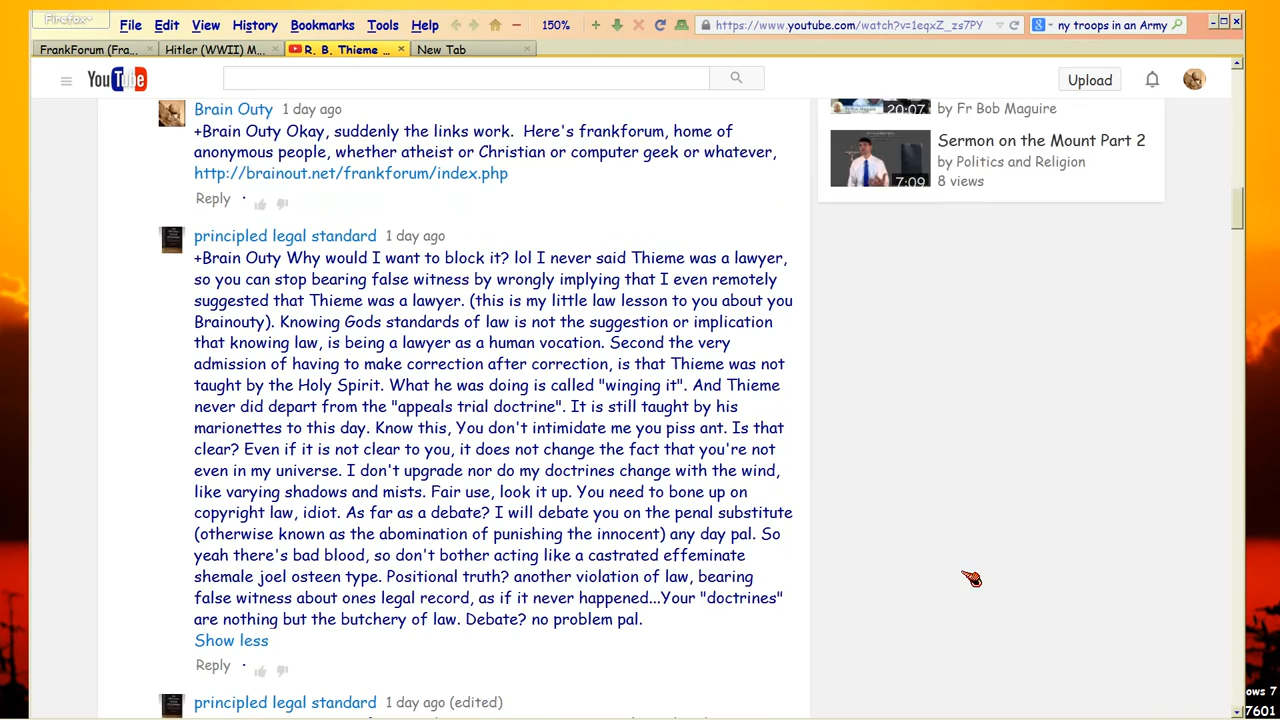 Firefox
File Edit View History Bookmarks Tools Help 150% https://www.youtube.com/watch?v=1eqxZ_zs7PY ny troops in an Army
FrankForum (Fra... Hitler (WWII) M... R. B. Thieme ... New Tab
YouTube Upload
Brain Outy 1 day ago
+Brain Outy Okay, suddenly the links work. Here's frankforum, home of
anonymous people, whether atheist or Christian or computer geek or whatever,
http://brainout.net/frankforum/index.php
Reply ·
principled legal standard 1 day ago
+Brain Outy Why would I want to block it? lol I never said Thieme was a lawyer,
so you can stop bearing false witness by wrongly implying that I even remotely
suggested that Thieme was a lawyer. (this is my little law lesson to you about you
Brainouty). Knowing Gods standards of law is not the suggestion or implication
that knowing law, is being a lawyer as a human vocation. Second the very
admission of having to make correction after correction, is that Thieme was not
taught by the Holy Spirit. What he was doing is called "winging it". And Thieme
never did depart from the "appeals trial doctrine". It is still taught by his
marionettes to this day. Know this, You don't intimidate me you piss ant. Is that
clear? Even if it is not clear to you, it does not change the fact that you're not
even in my universe. I don't upgrade nor do my doctrines change with the wind,
like varying shadows and mists. Fair use, look it up. You need to bone up on
copyright law, idiot. As far as a debate? I will debate you on the penal substitute
(otherwise known as the abomination of punishing the innocent) any day pal. So
yeah there's bad blood, so don't bother acting like a castrated effeminate
shemale joel osteen type. Positional truth? another violation of law, bearing
false witness about ones legal record, as if it never happened...Your "doctrines"
are nothing but the butchery of law. Debate? no problem pal.
Show less
Reply ·
principled legal standard 1 day ago (edited)
20:07
by Fr Bob Maguire
7:09
Sermon on the Mount Part 2
by Politics and Religion
8 views
ows 7
7601